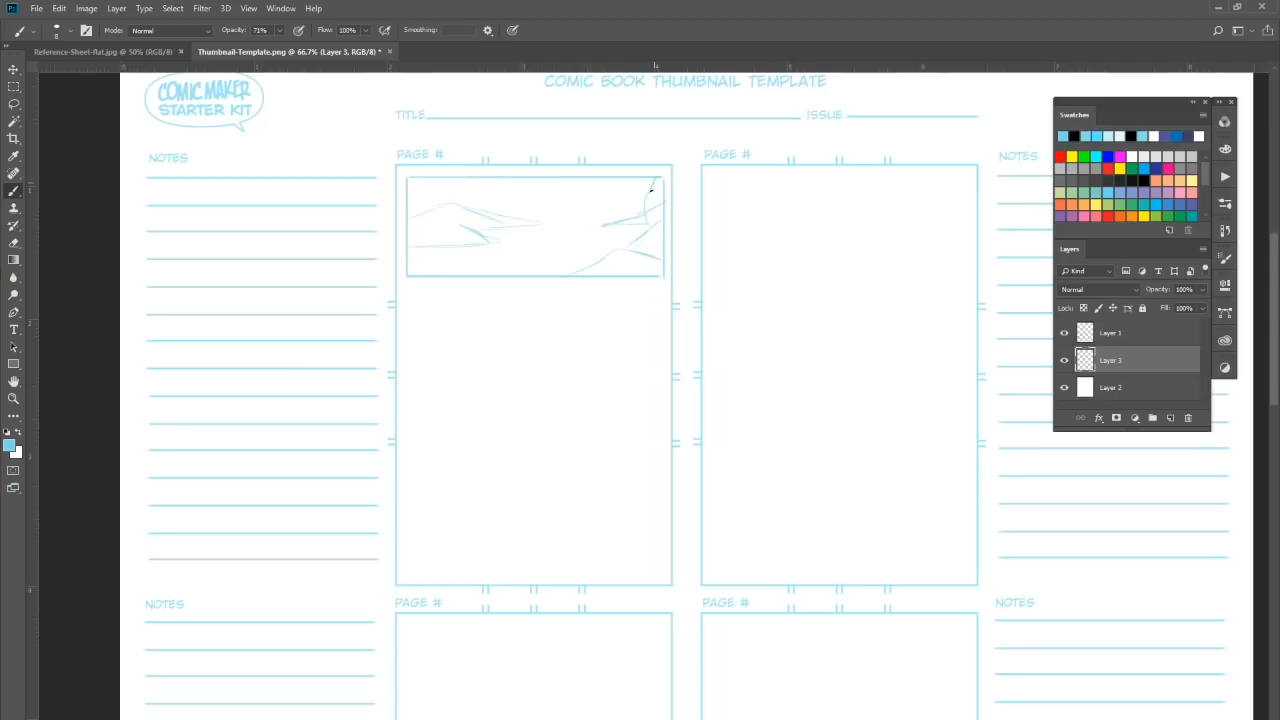 File Edit Image Layer Type Select Filter 3D View Window Help
Mode: Normal Opacity: 71% Flow: 100% Smoothing:
Reference-Sheet-flat.jpg @ 50% (RGB/8) × Thumbnail-Template.png @ 66.7% (Layer 3, RGB/8) * ×
COMIC MAKER
STARTER KIT
COMIC BOOK THUMBNAIL TEMPLATE
TITLE ISSUE
NOTES
PAGE #
PAGE #
NOTES
Swatches
Layers
Kind
Normal Opacity: 100%
Lock: Fill: 100%
Layer 1
Layer 3
Layer 2
NOTES
PAGE #
PAGE #
NOTES